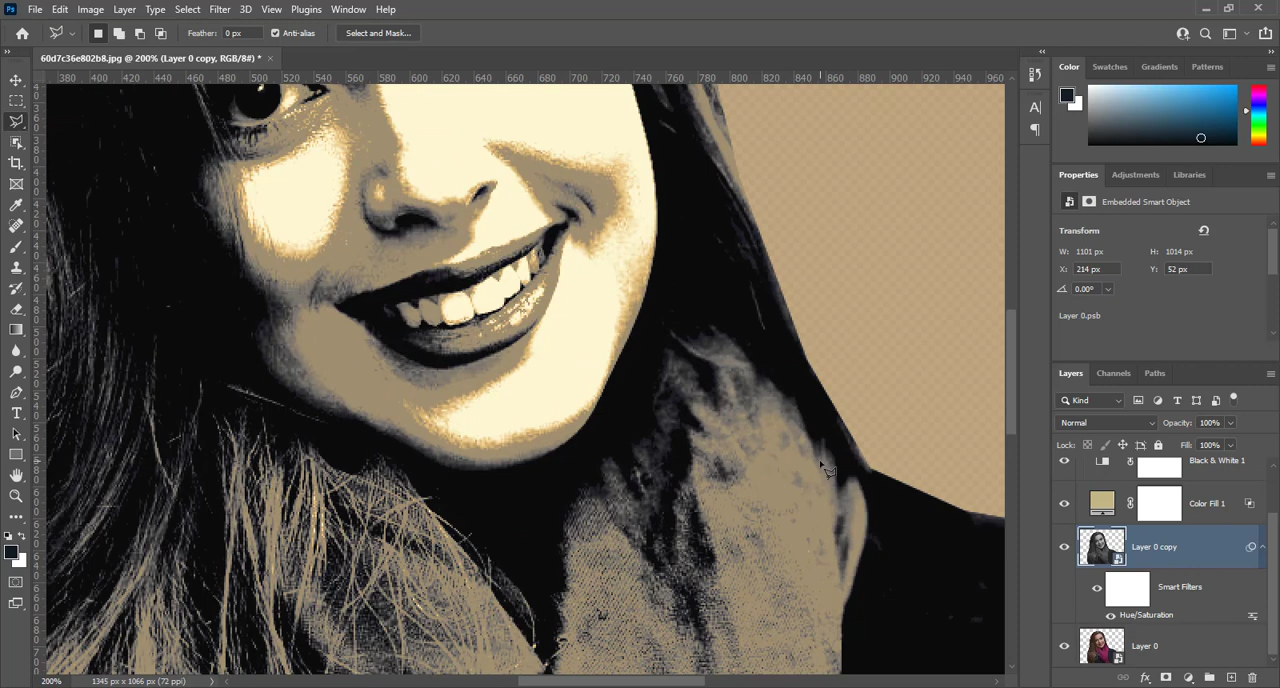 Ps File Edit Image Layer Type Select Filter 3D View Plugins Window Help
Feather: 0 px Anti-alias Select and Mask...
60d7c36e802b8.jpg @ 200% (Layer 0 copy, RGB/8#) *
380 400 420 440 460 480 500 520 540 560 580 600 620 640 660 680 700 720 740 760 780 800 820 840 860 880 900 920 940 960
Color Swatches Gradients Patterns
Properties Adjustments Libraries
Embedded Smart Object
Transform
W: 1101 px H: 1014 px
X: 214 px Y: 52 px
0.00°
Layer 0.psb
Layers Channels Paths
Kind
Normal Opacity: 100%
Lock: Fill: 100%
Black & White 1
Color Fill 1
Layer 0 copy
Smart Filters
Hue/Saturation
Layer 0
200% 1345 px x 1066 px (72 ppi)